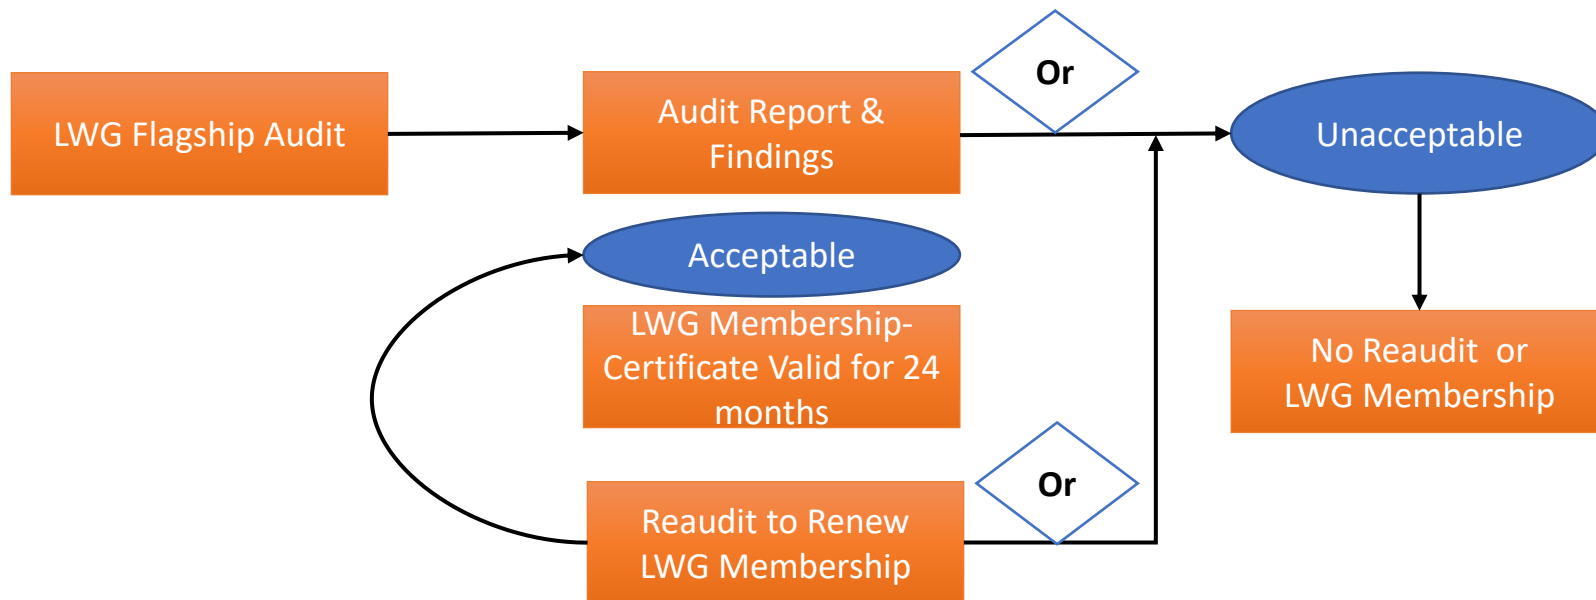 LWG Flagship Audit
Audit Report &
Findings
Or
Unacceptable
Acceptable
LWG Membership-
Certificate Valid for 24
months
No Reaudit or
LWG Membership
Reaudit to Renew
LWG Membership
Or